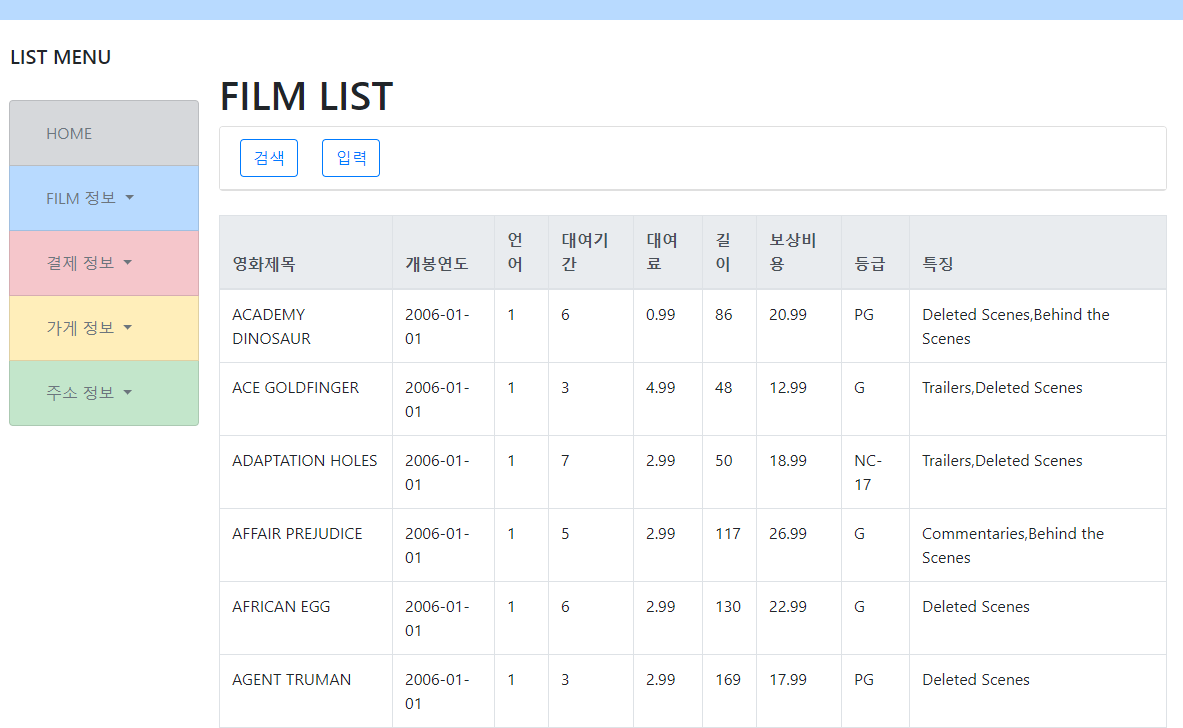 LIST MENU
HOME
FILM 정보
결제 정보
가게 정보
주소 정보
FILM LIST
검색 입력
영화제목 개봉연도 언어 대여기간 대여료 길이 보상비용 등급 특징
ACADEMY DINOSAUR 2006-01-01 1 6 0.99 86 20.99 PG Deleted Scenes,Behind the Scenes
ACE GOLDFINGER 2006-01-01 1 3 4.99 48 12.99 G Trailers,Deleted Scenes
ADAPTATION HOLES 2006-01-01 1 7 2.99 50 18.99 NC-17 Trailers,Deleted Scenes
AFFAIR PREJUDICE 2006-01-01 1 5 2.99 117 26.99 G Commentaries,Behind the Scenes
AFRICAN EGG 2006-01-01 1 6 2.99 130 22.99 G Deleted Scenes
AGENT TRUMAN 2006-01-01 1 3 2.99 169 17.99 PG Deleted Scenes